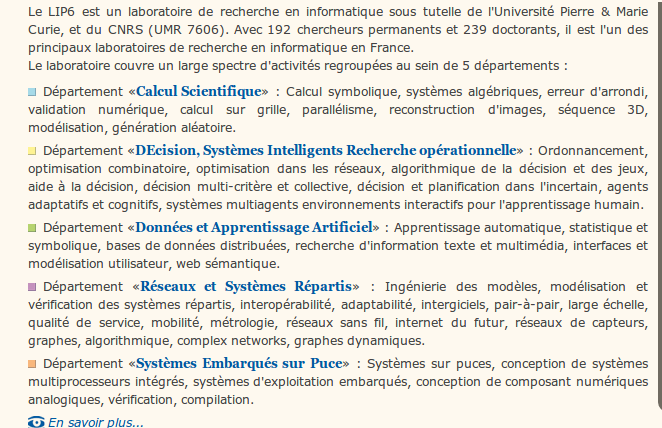 Le LIP6 est un laboratoire de recherche en informatique sous tutelle de l'Université Pierre & Marie
Curie, et du CNRS (UMR 7606). Avec 192 chercheurs permanents et 239 doctorants, il est l'un des
principaux laboratoires de recherche en informatique en France.
Le laboratoire couvre un large spectre d'activités regroupées au sein de 5 départements :
Département «Calcul Scientifique» : Calcul symbolique, systèmes algébriques, erreur d'arrondi,
validation numérique, calcul sur grille, parallélisme, reconstruction d'images, séquence 3D,
modélisation, génération aléatoire.
Département «DEcision, Systèmes Intelligents Recherche opérationnelle» : Ordonnancement,
optimisation combinatoire, optimisation dans les réseaux, algorithmique de la décision et des jeux,
aide à la décision, décision multi-critère et collective, décision et planification dans l'incertain, agents
adaptatifs et cognitifs, systèmes multiagents environnements interactifs pour l'apprentissage humain.
Département «Données et Apprentissage Artificiel» : Apprentissage automatique, statistique et
symbolique, bases de données distribuées, recherche d'information texte et multimédia, interfaces et
modélisation utilisateur, web sémantique.
Département «Réseaux et Systèmes Répartis» : Ingénierie des modèles, modélisation et
vérification des systèmes répartis, interopérabilité, adaptabilité, intergiciels, pair-à-pair, large échelle,
qualité de service, mobilité, métrologie, réseaux sans fil, internet du futur, réseaux de capteurs,
graphes, algorithmique, complex networks, graphes dynamiques.
Département «Systèmes Embarqués sur Puce» : Systèmes sur puces, conception de systèmes
multiprocesseurs intégrés, systèmes d'exploitation embarqués, conception de composant numériques
analogiques, vérification, compilation.
En savoir plus...